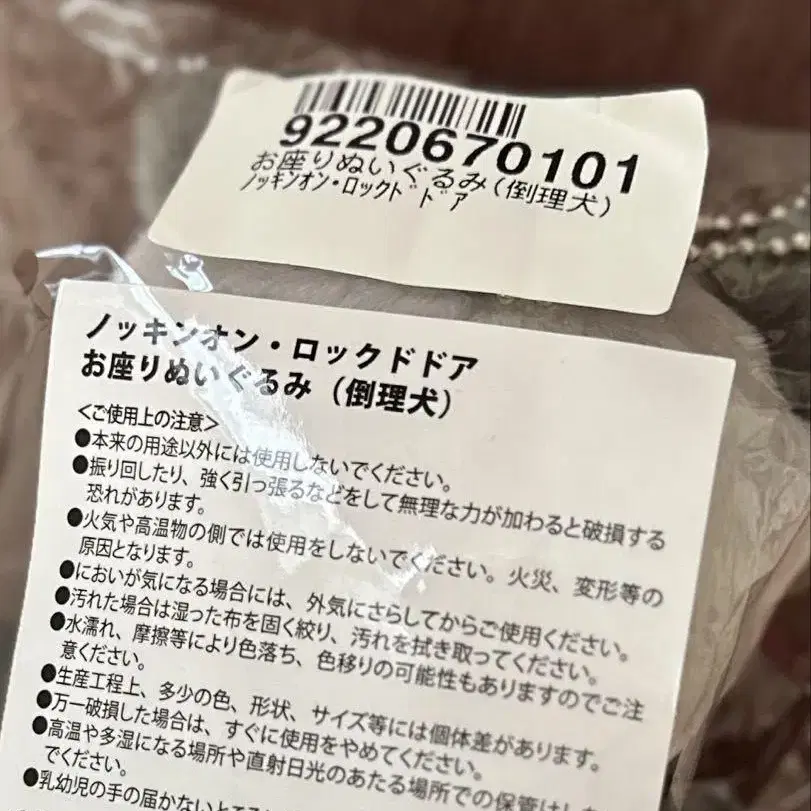 9220670101
お座りぬいぐるみ(倒理犬)
ﾉｯｷﾝｵﾝ・ﾛｯｸﾄﾞﾄﾞｱ
ノッキンオン・ロックドドア
お座りぬいぐるみ（倒理犬）
<ご使用上の注意>
●本来の用途以外には使用しないでください。
●振り回したり、強く引っ張るなどをして無理な力が加わると破損する
恐れがあります。
●火気や高温物の側では使用をしないでください。火災、変形等の
原因となります。
●においが気になる場合には、外気にさらしてからご使用ください。
●汚れた場合は湿った布を固く絞り、汚れを拭き取ってください。
●水濡れ、摩擦等により色落ち、色移りの可能性もありますのでご注
意ください。
●生産工程上、多少の色、形状、サイズ等には個体差があります。
●万一破損した場合は、すぐに使用をやめてください。
●高温や多湿になる場所や直射日光のあたる場所での保管は
でください。
●乳幼児の手の届かないところ